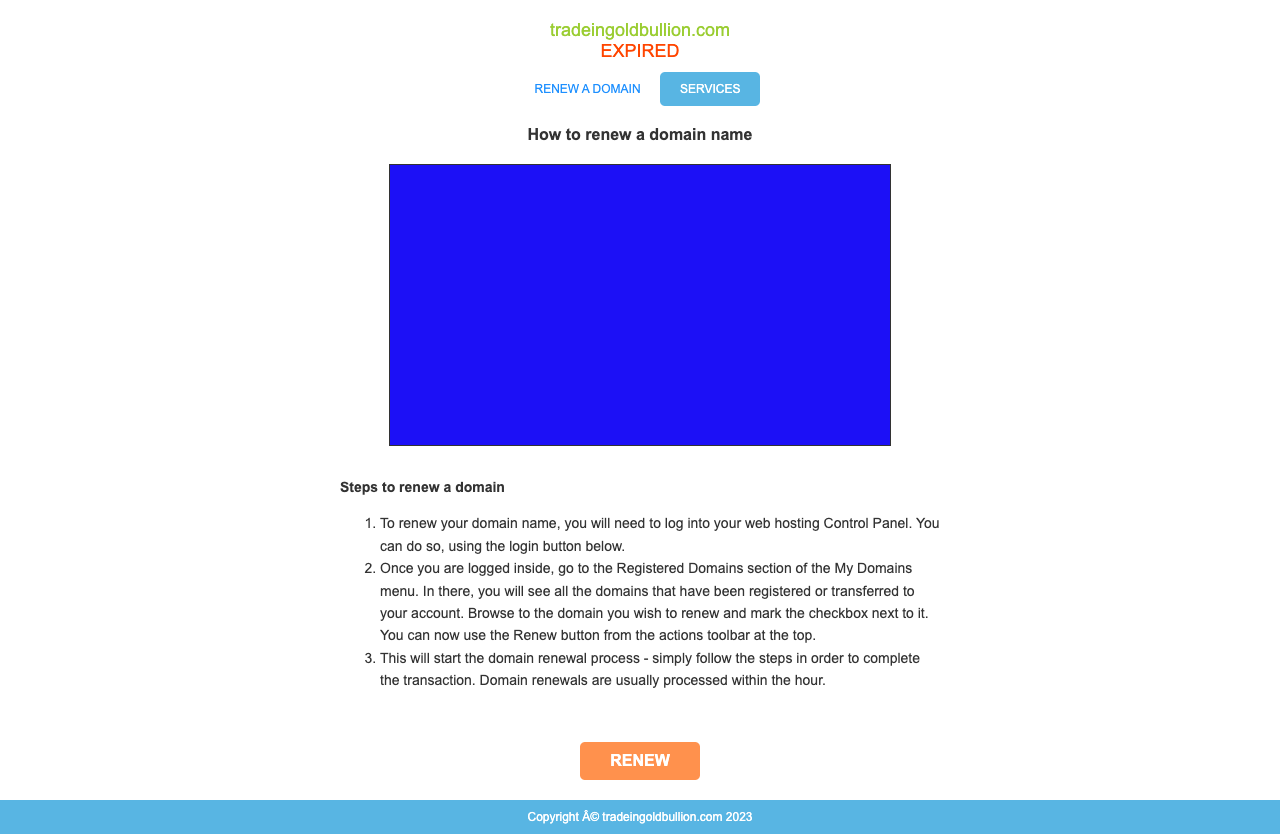 tradeingoldbullion.com
EXPIRED
RENEW A DOMAIN SERVICES
How to renew a domain name
Steps to renew a domain
1. To renew your domain name, you will need to log into your web hosting Control Panel. You
can do so, using the login button below.
2. Once you are logged inside, go to the Registered Domains section of the My Domains
menu. In there, you will see all the domains that have been registered or transferred to
your account. Browse to the domain you wish to renew and mark the checkbox next to it.
You can now use the Renew button from the actions toolbar at the top.
3. This will start the domain renewal process - simply follow the steps in order to complete
the transaction. Domain renewals are usually processed within the hour.
RENEW
Copyright Â© tradeingoldbullion.com 2023